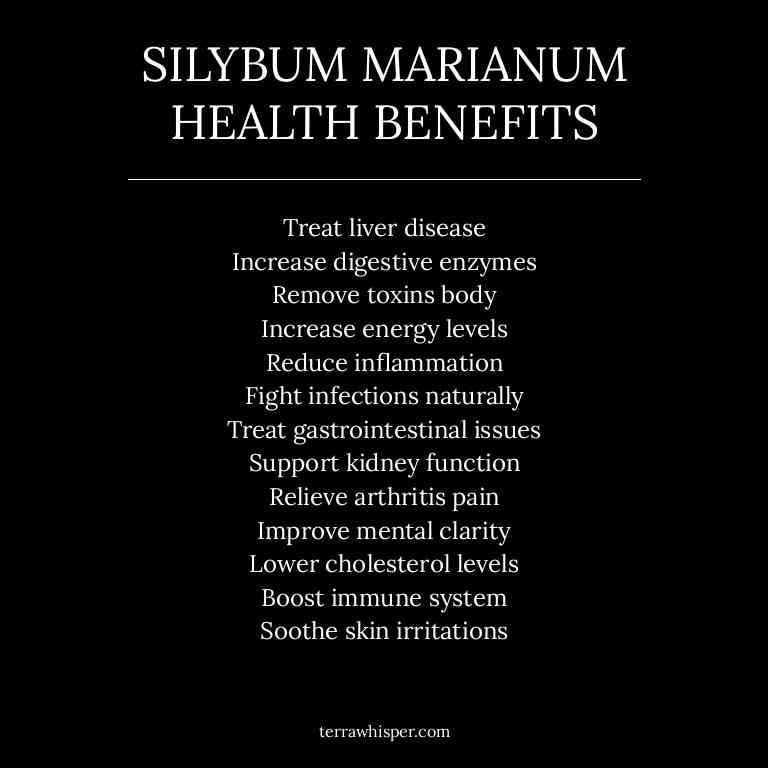 SILYBUM MARIANUM
HEALTH BENEFITS
Treat liver disease
Increase digestive enzymes
Remove toxins body
Increase energy levels
Reduce inflammation
Fight infections naturally
Treat gastrointestinal issues
Support kidney function
Relieve arthritis pain
Improve mental clarity
Lower cholesterol levels
Boost immune system
Soothe skin irritations
terrawhisper.com